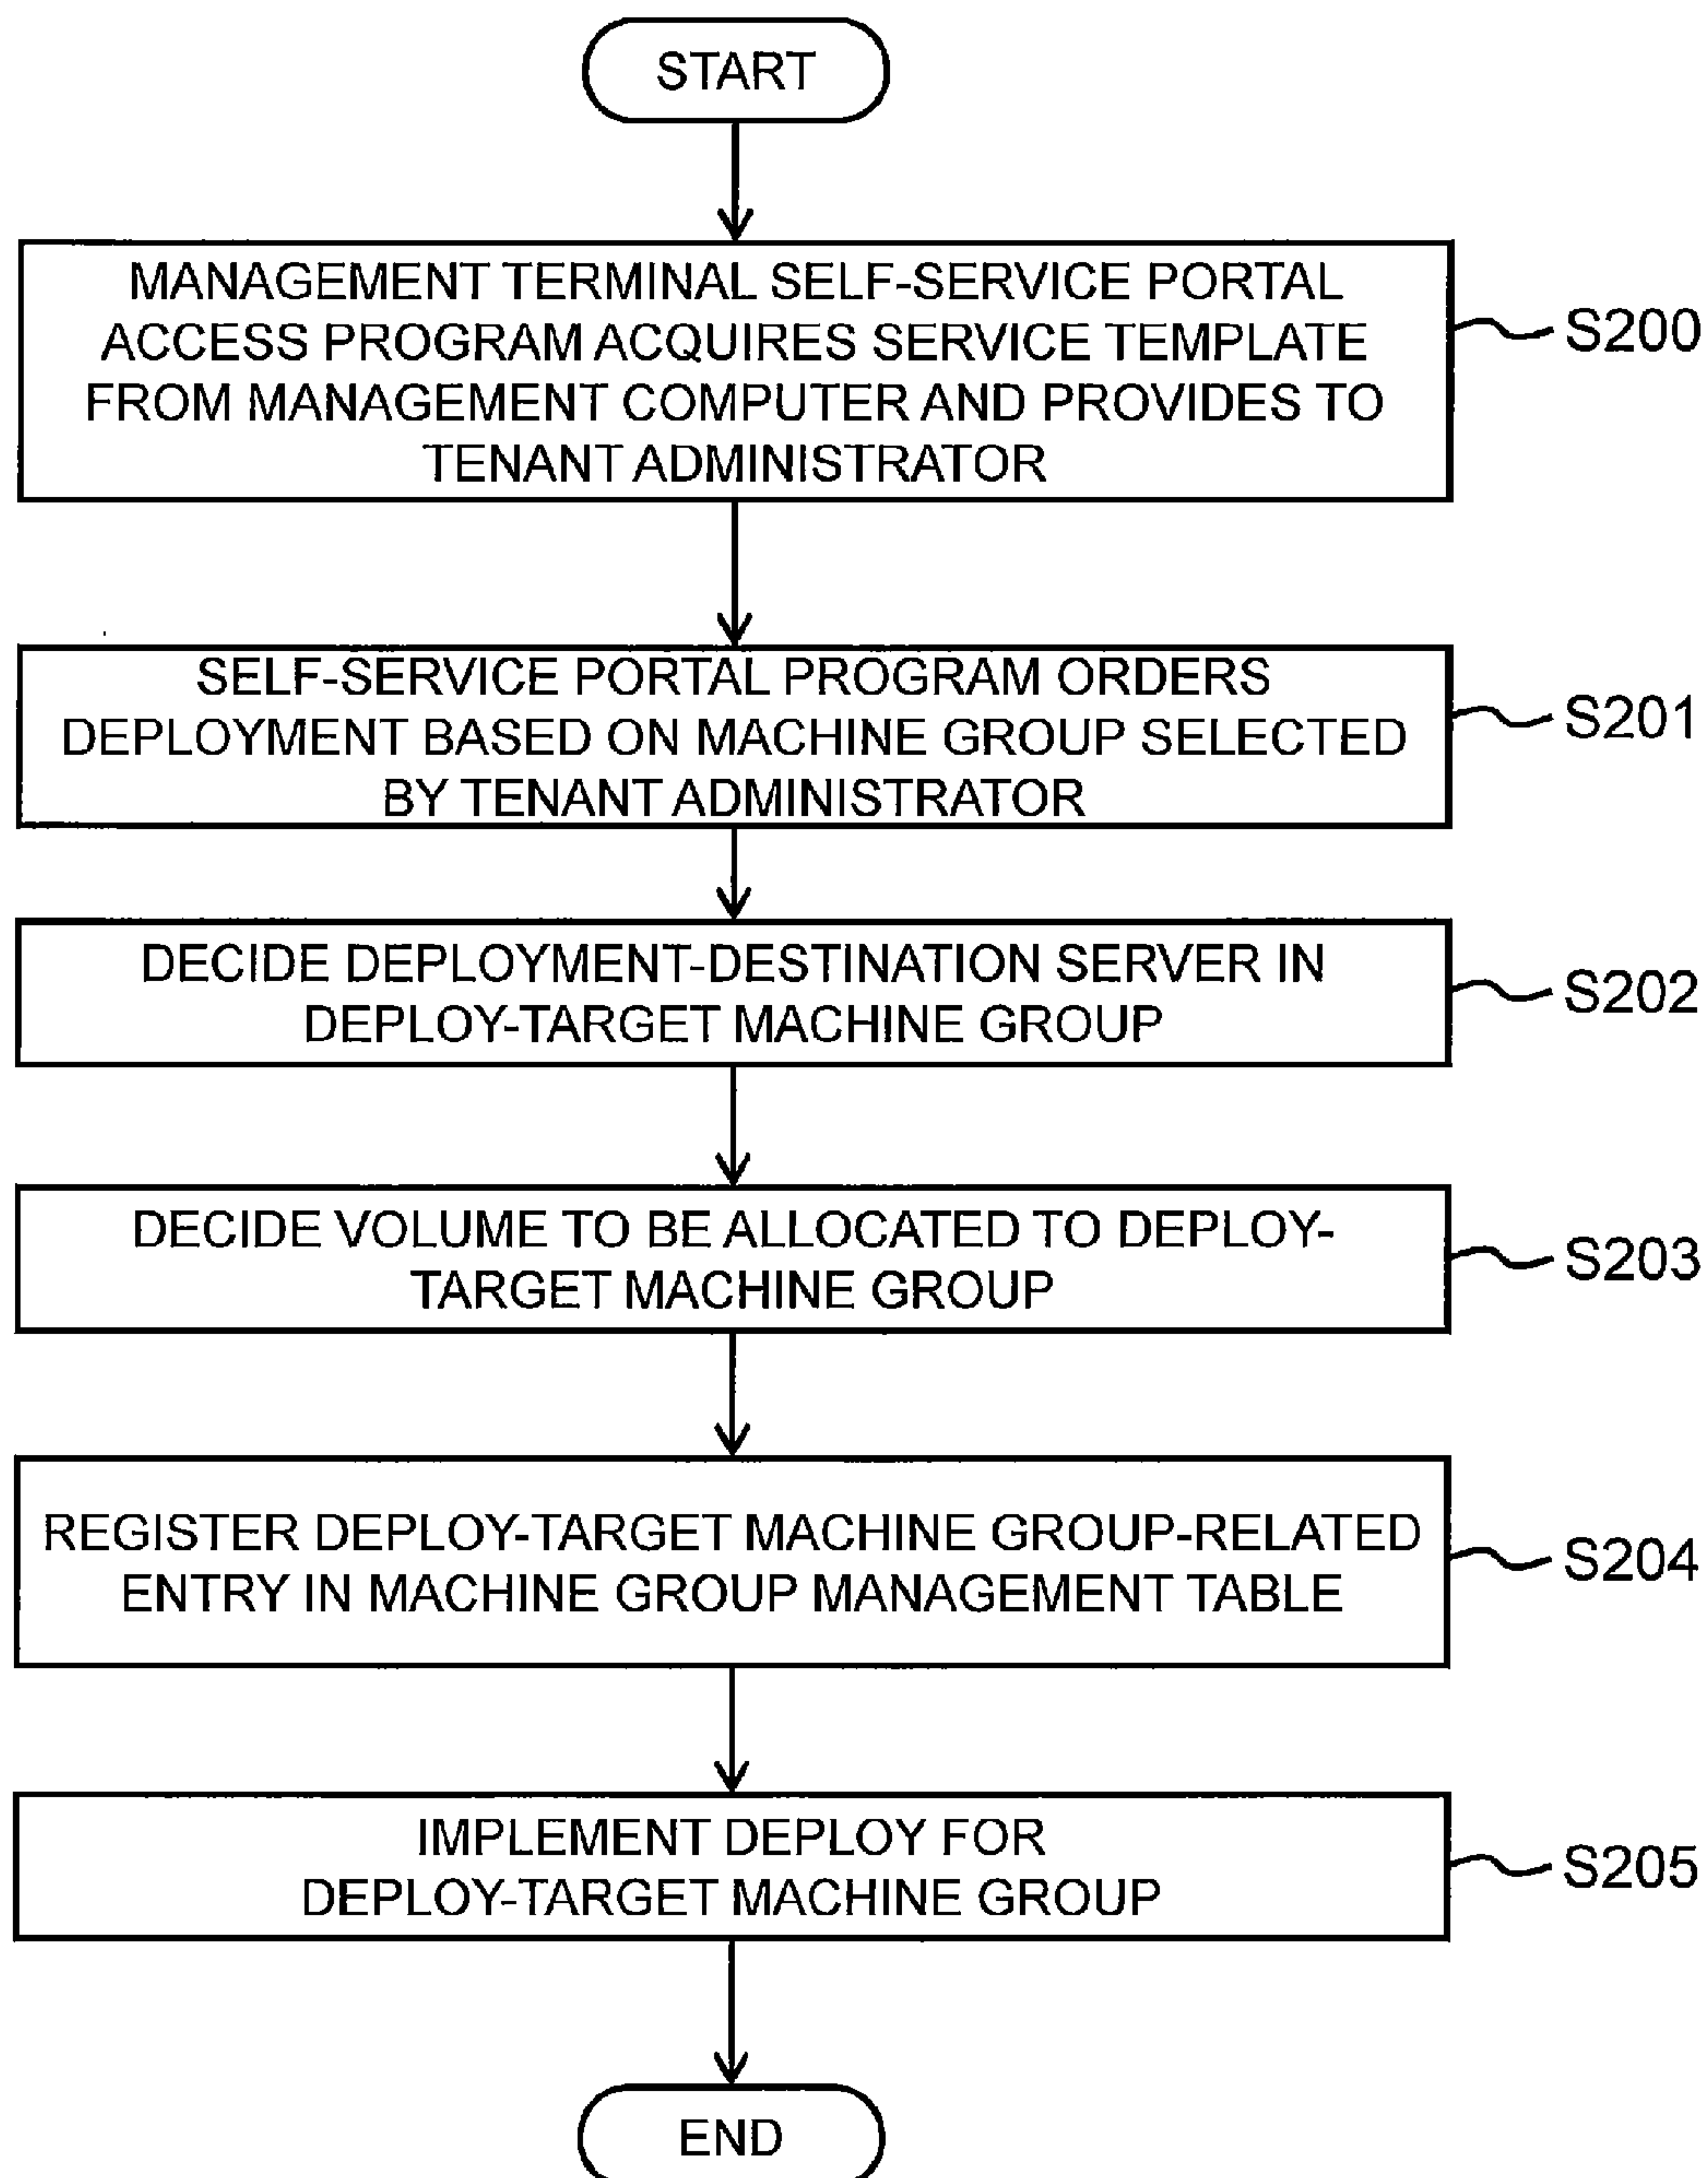 START
MANAGEMENT TERMINAL SELF-SERVICE PORTAL
ACCESS PROGRAM ACQUIRES SERVICE TEMPLATE
FROM MANAGEMENT COMPUTER AND PROVIDES TO
TENANT ADMINISTRATOR
S200
SELF-SERVICE PORTAL PROGRAM ORDERS
DEPLOYMENT BASED ON MACHINE GROUP SELECTED
BY TENANT ADMINISTRATOR
S201
DECIDE DEPLOYMENT-DESTINATION SERVER IN
DEPLOY-TARGET MACHINE GROUP
S202
DECIDE VOLUME TO BE ALLOCATED TO DEPLOY-
TARGET MACHINE GROUP
S203
REGISTER DEPLOY-TARGET MACHINE GROUP-RELATED
ENTRY IN MACHINE GROUP MANAGEMENT TABLE
S204
IMPLEMENT DEPLOY FOR
DEPLOY-TARGET MACHINE GROUP
S205
END